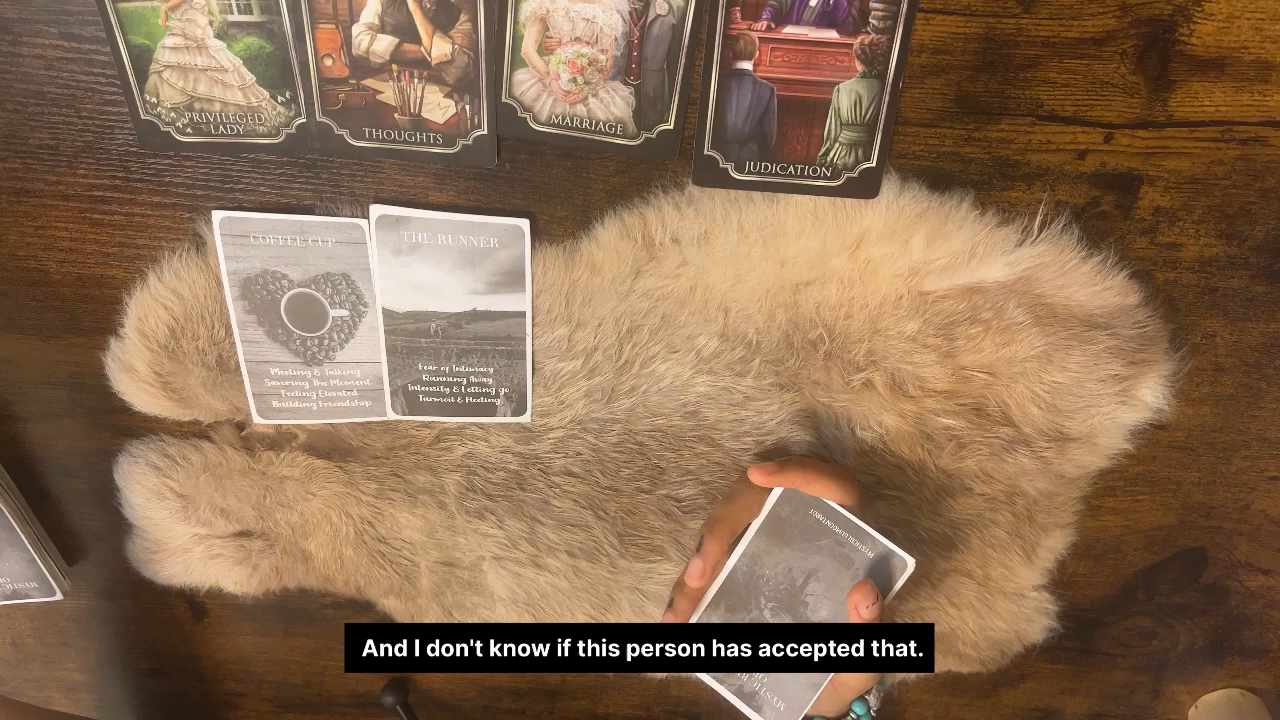 PRIVILEGED
LADY
THOUGHTS
MARRIAGE
JUDICATION
COFFEE CUP
Meeting & Talking
Savoring The Moment
Feeling Elevated
Building Friendship
THE RUNNER
Fear of Intimacy
Running Away
Intensity & Letting go
Turmoil & Fleeting
And I don't know if this person has accepted that.